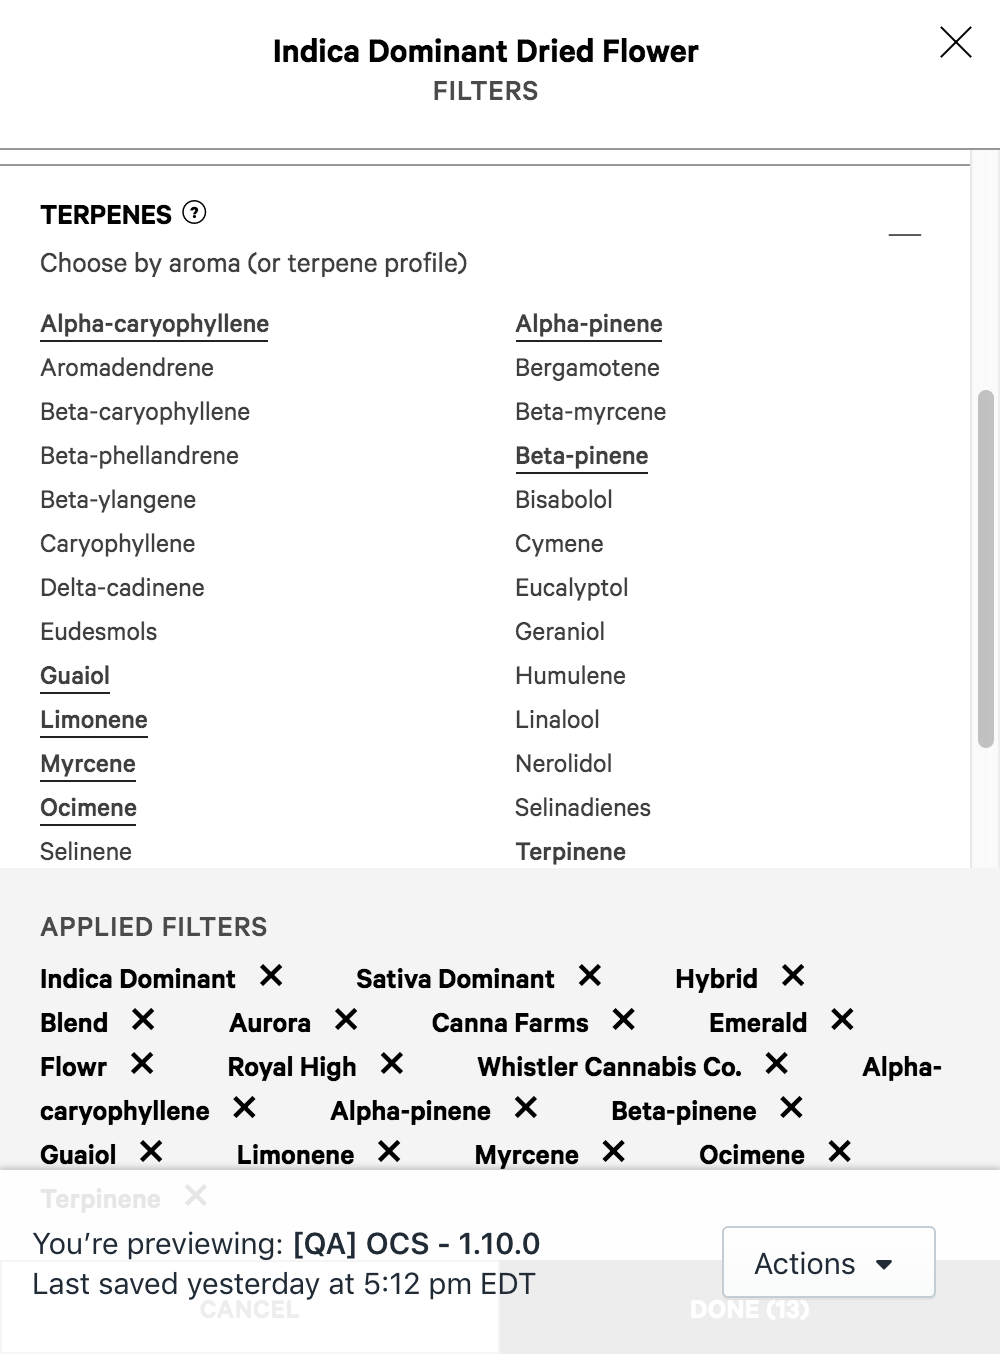 Indica Dominant Dried Flower
FILTERS
TERPENES ?
Choose by aroma (or terpene profile)
Alpha-caryophyllene Alpha-pinene
Aromadendrene Bergamotene
Beta-caryophyllene Beta-myrcene
Beta-phellandrene Beta-pinene
Beta-ylangene Bisabolol
Caryophyllene Cymene
Delta-cadinene Eucalyptol
Eudesmols Geraniol
Guaiol Humulene
Limonene Linalool
Myrcene Nerolidol
Ocimene Selinadienes
Selinene Terpinene
APPLIED FILTERS
Indica Dominant ✕ Sativa Dominant ✕ Hybrid ✕
Blend ✕ Aurora ✕ Canna Farms ✕ Emerald ✕
Flowr ✕ Royal High ✕ Whistler Cannabis Co. ✕ Alpha-
caryophyllene ✕ Alpha-pinene ✕ Beta-pinene ✕
Guaiol ✕ Limonene ✕ Myrcene ✕ Ocimene ✕
Terpinene ✕
You're previewing: [QA] OCS - 1.10.0
Last saved yesterday at 5:12 pm EDT
Actions
CANCEL DONE (13)